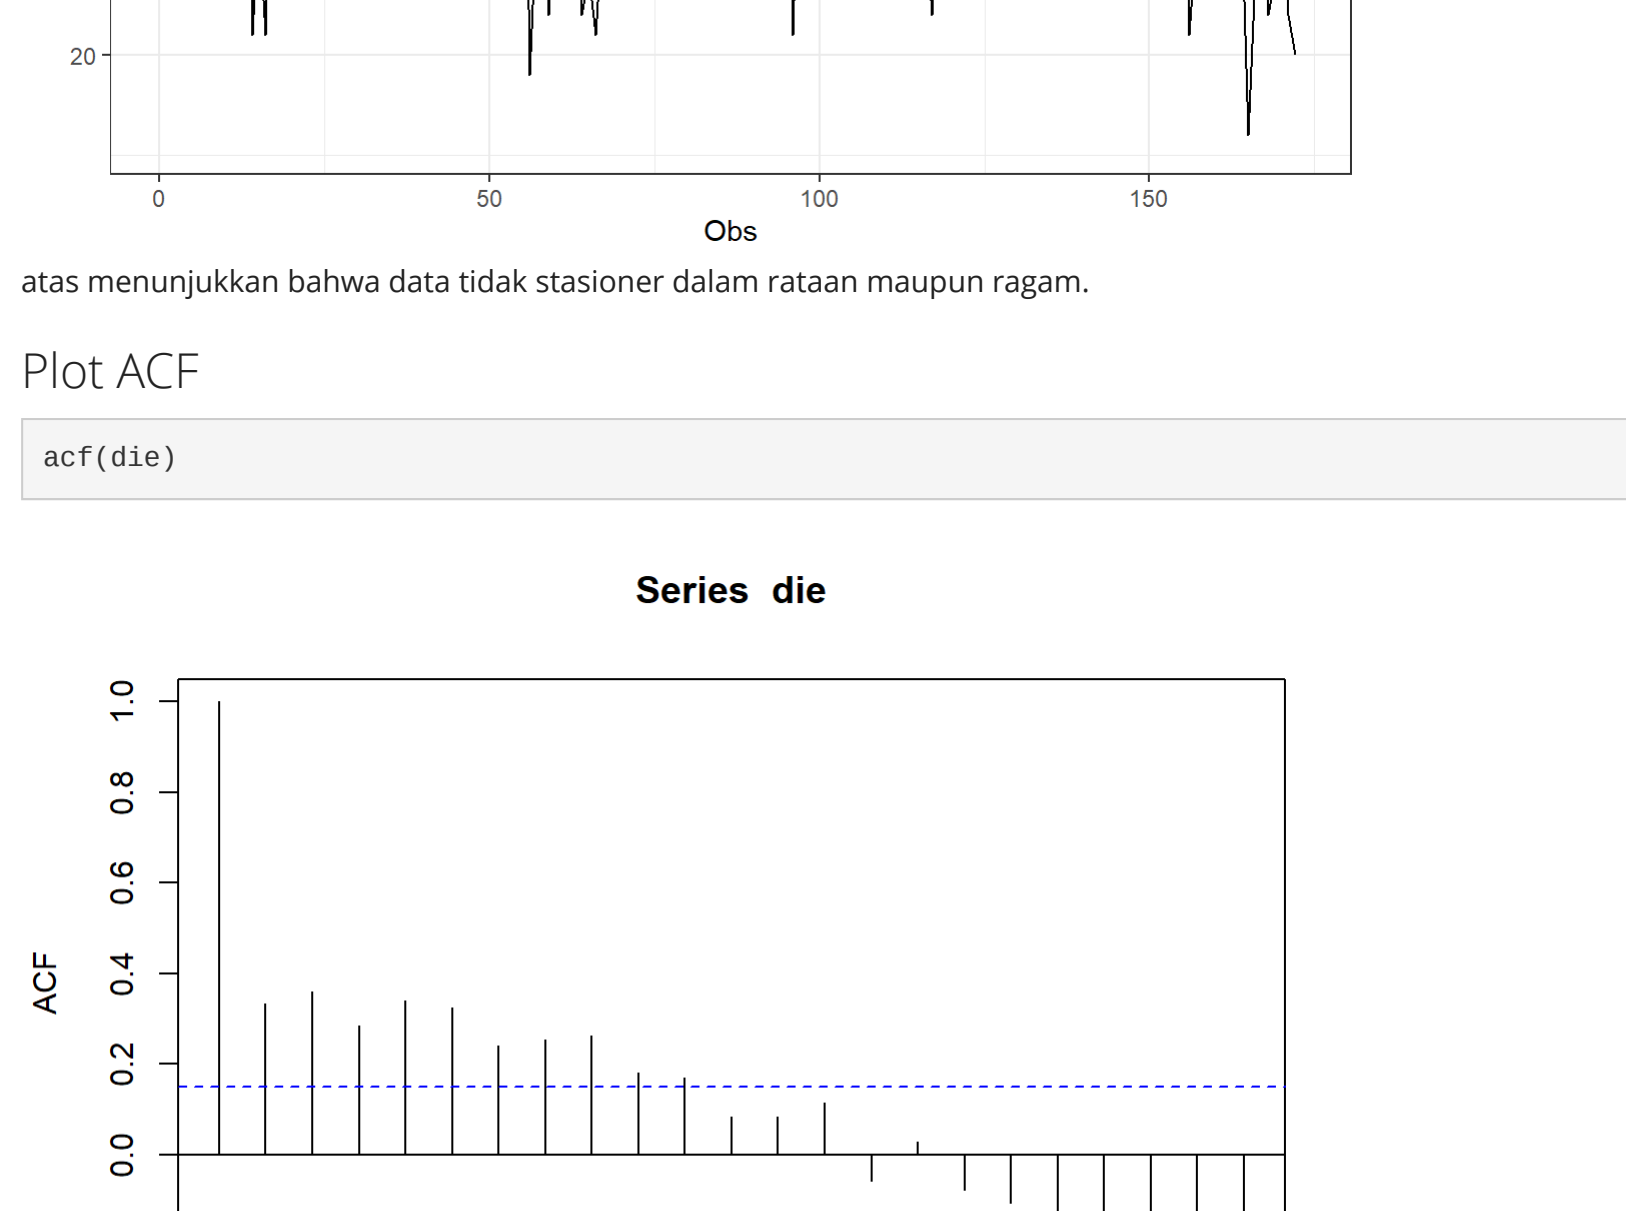 20
0 50 100 150
Obs
atas menunjukkan bahwa data tidak stasioner dalam rataan maupun ragam.
Plot ACF
acf(die)
Series die
1.0
0.8
0.6
0.4
0.2
0.0
ACF